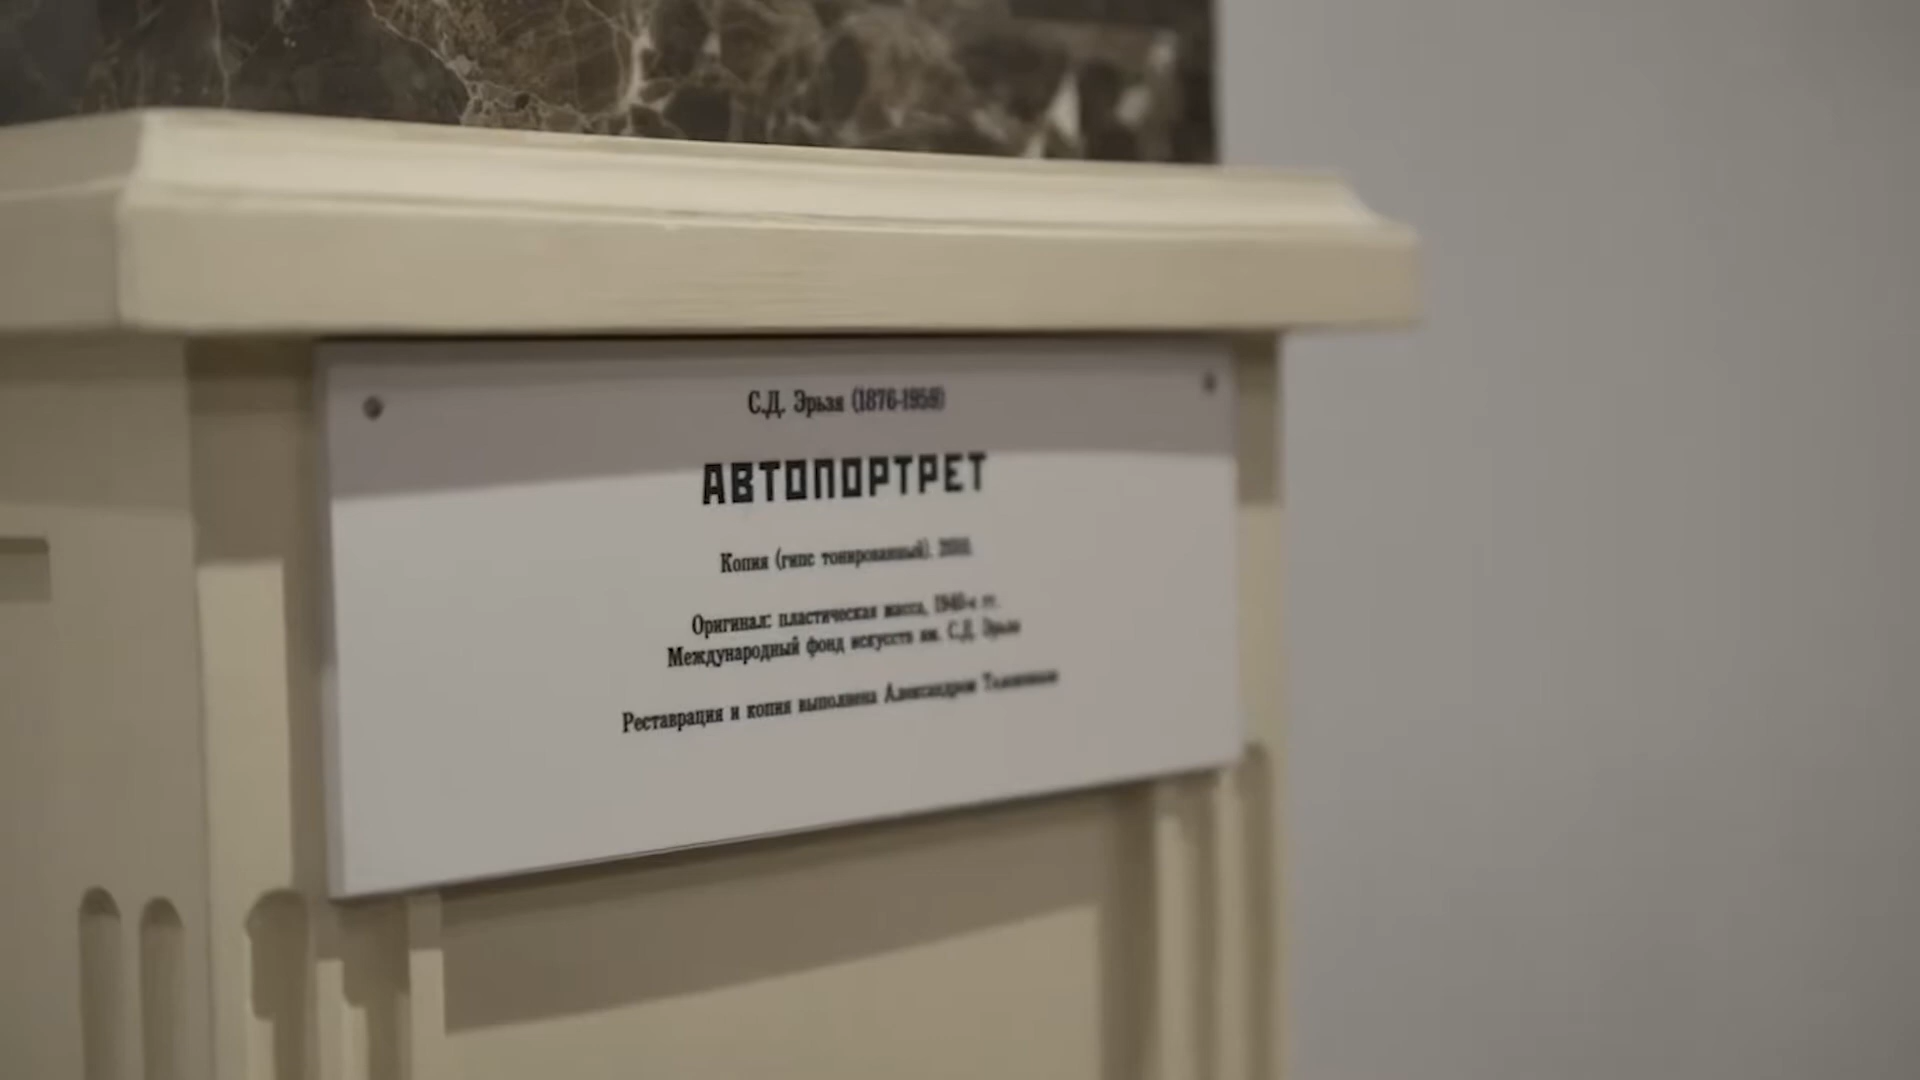 С.Д. Эрьзя (1876-1959)
АВТОПОРТРЕТ
Копия (гипс тонированный).
Оригинал: пластическая масса, 1940-е гг.
Международный фонд искусств им. С.Д. Эрьзи
Реставрация и копия выполнена Александром